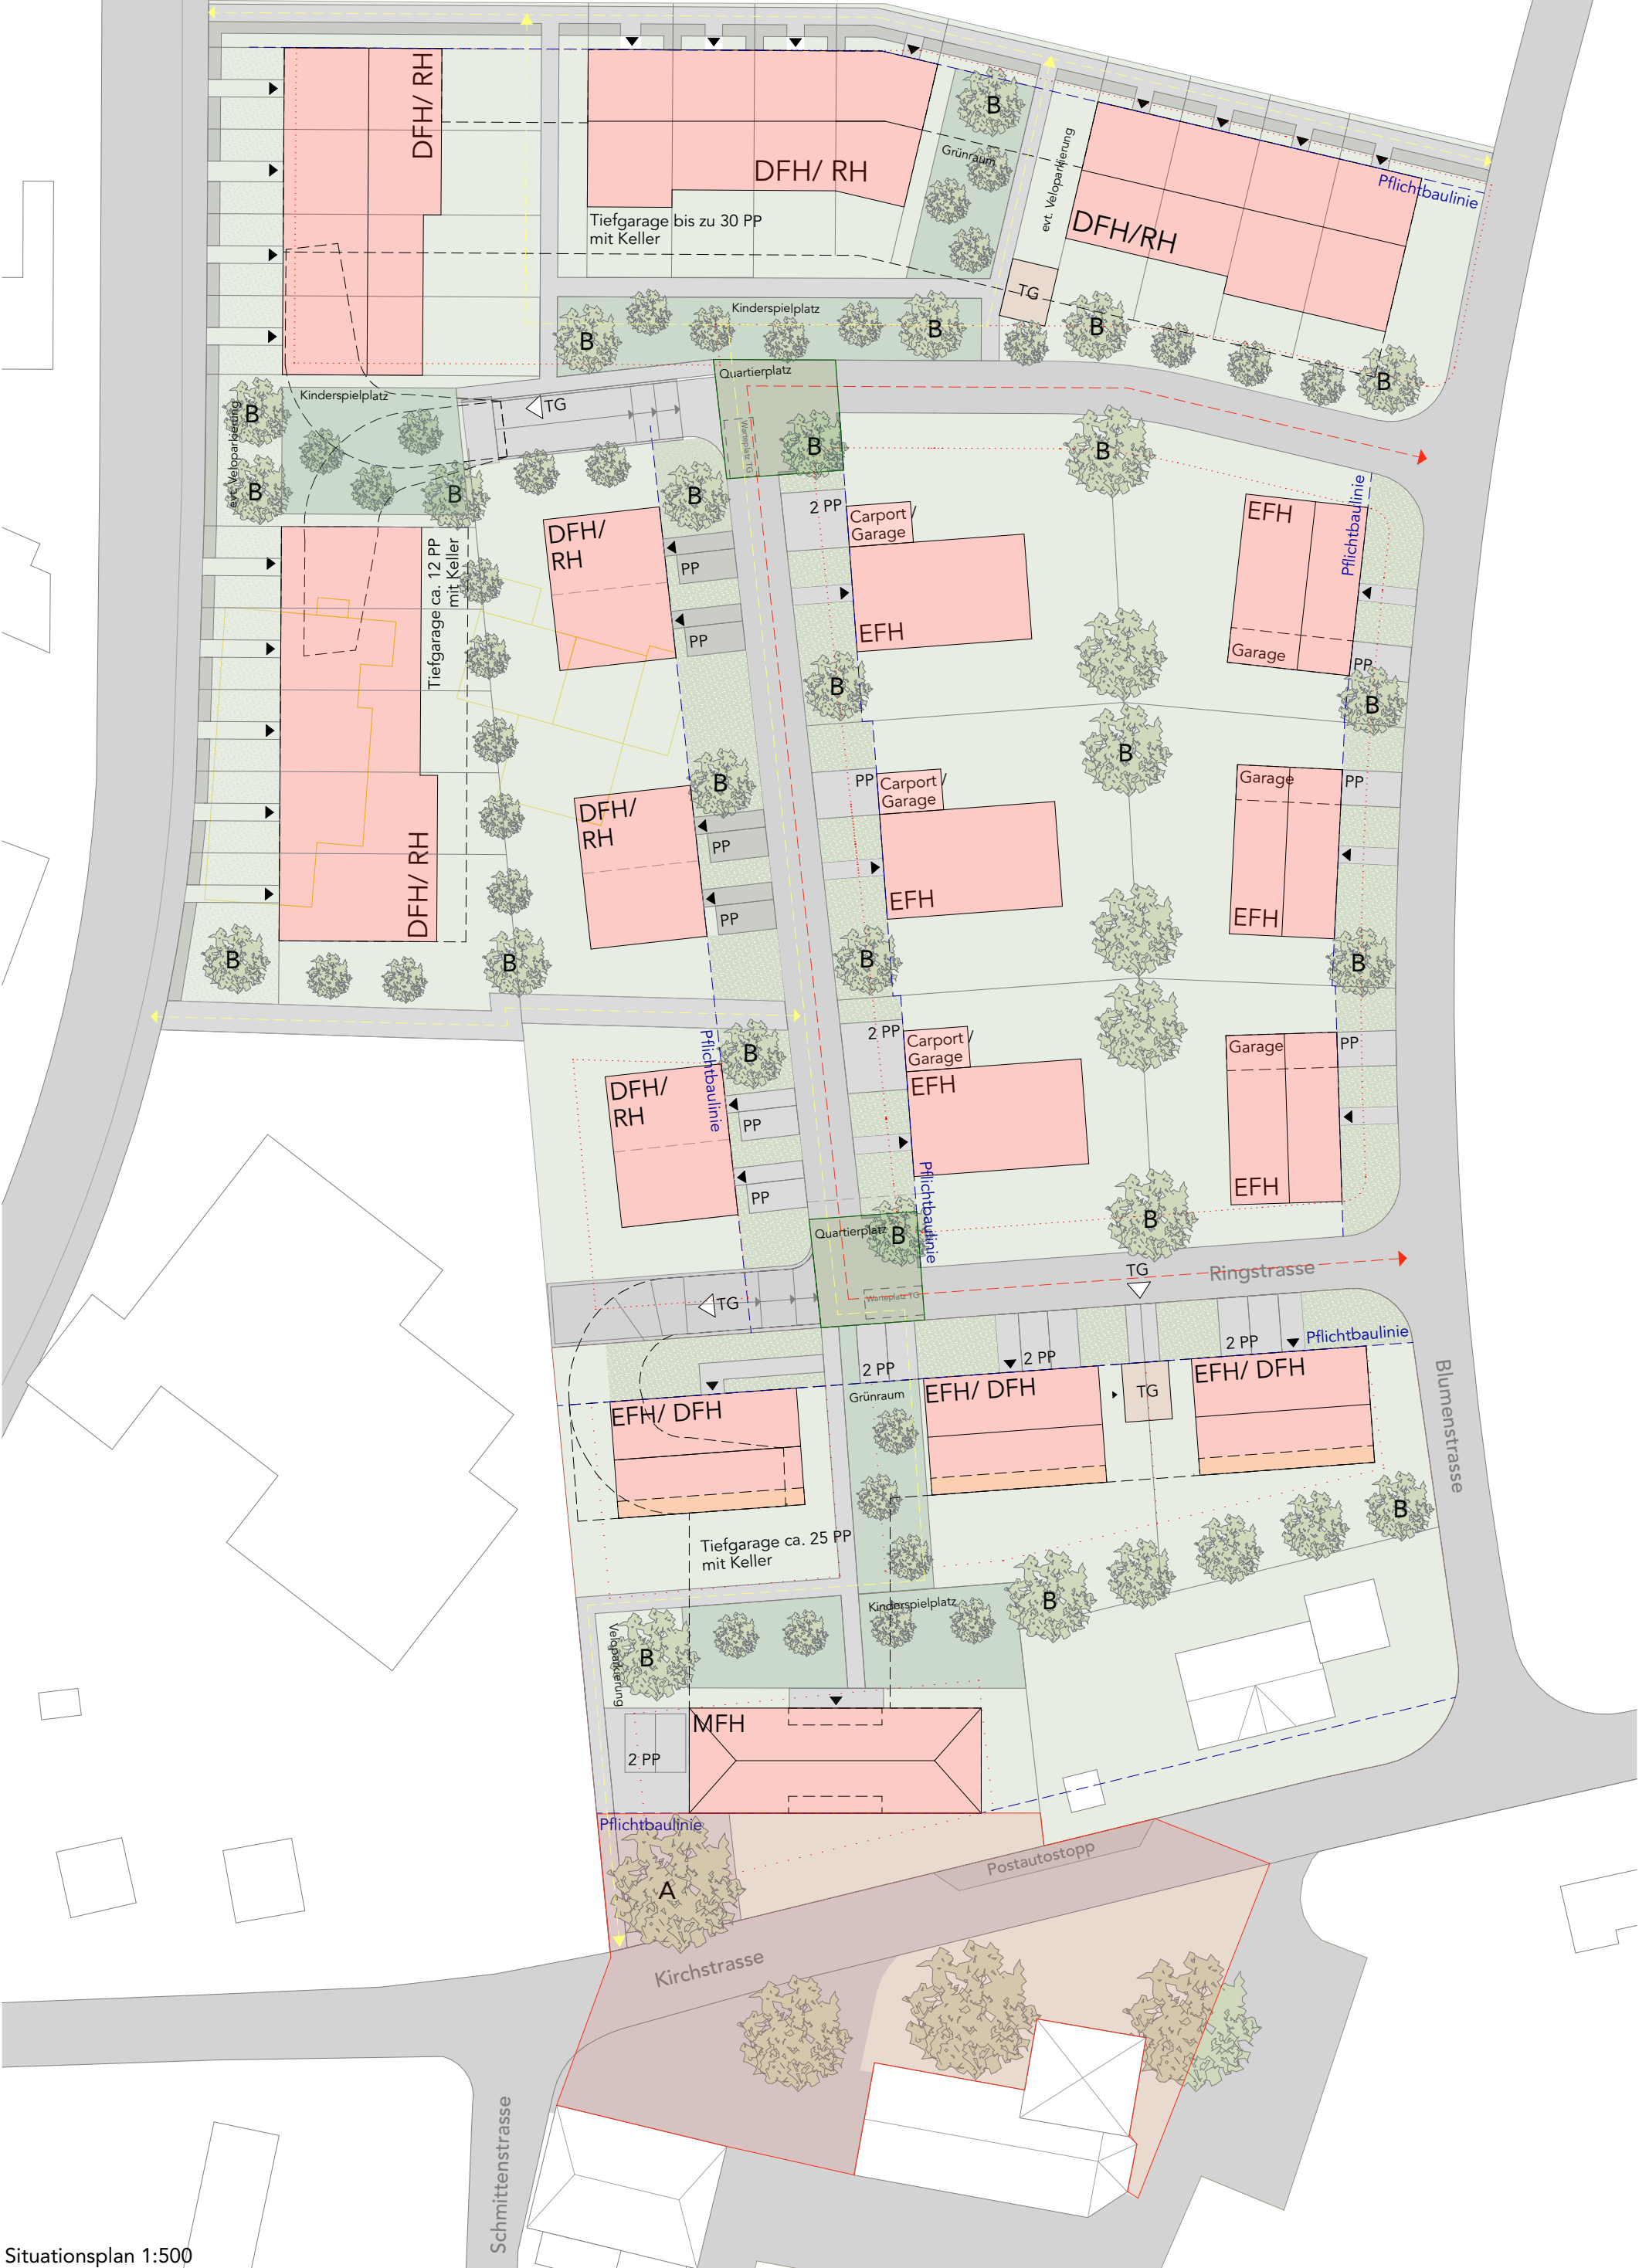 DFH/ RH
DFH/ RH
B
Grünraum
evt. Veloparkierung
DFH/RH
Pflichtbaulinie
Tiefgarage bis zu 30 PP
mit Keller
TG
Kinderspielplatz
B
B
B
B
Quartierplatz
Kinderspielplatz
TG
B
evt. Veloparkierung
B
B
Warteplatz TG
B
B
B
2 PP
Carport /
Garage
EFH
EFH
Garage
Pflichtbaulinie
PP
B
DFH/
RH
PP
PP
Tiefgarage ca. 12 PP
mit Keller
B
B
B
PP
Carport /
Garage
EFH
Garage
PP
EFH
DFH/
RH
PP
PP
DFH/ RH
B
B
B
B
2 PP
Carport /
Garage
EFH
Garage
PP
EFH
B
Pflichtbaulinie
DFH/
RH
PP
PP
Pflichtbaulinie
B
Quartierplatz
B
Warteplatz TG
TG
TG
Ringstrasse
Blumenstrasse
2 PP
2 PP
2 PP
Pflichtbaulinie
EFH/ DFH
Grünraum
EFH/ DFH
TG
EFH/ DFH
B
Tiefgarage ca. 25 PP
mit Keller
Kinderspielplatz
B
Veloparkierung
B
MFH
2 PP
Pflichtbaulinie
A
Postautostopp
Kirchstrasse
Schmittenstrasse
Situationsplan 1:500